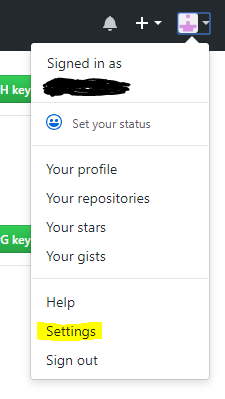 Signed in as
Set your status
H key
Your profile
Your repositories
Your stars
G key
Your gists
Help
Settings
Sign out